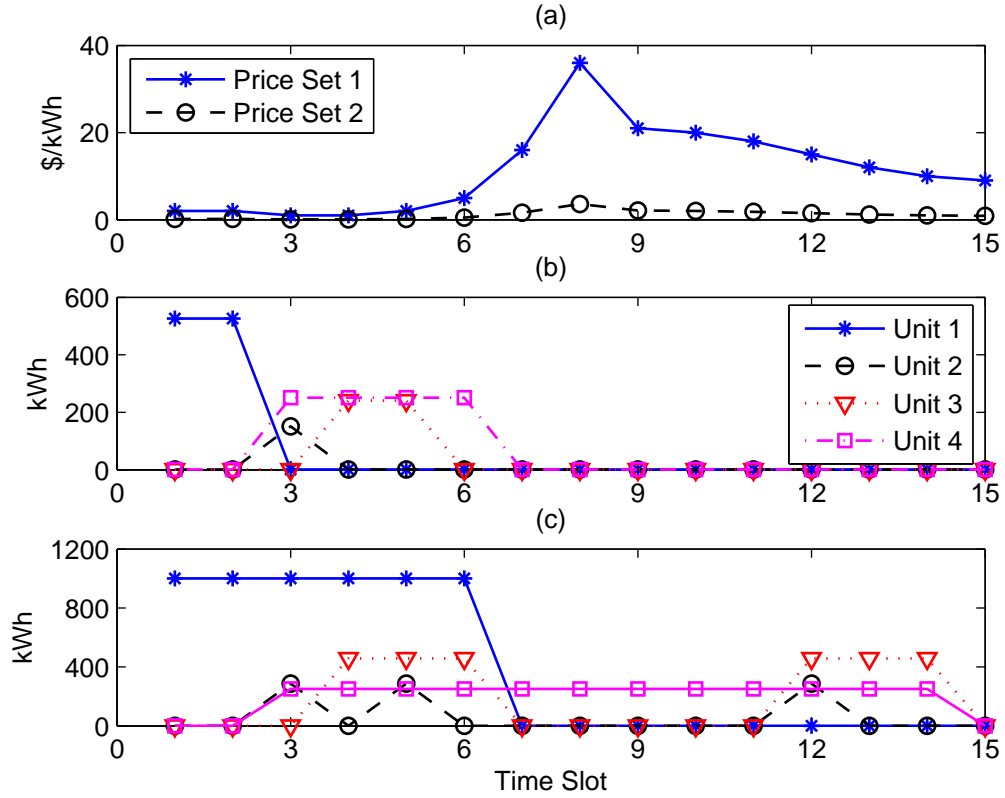 (a)
40
20
0
$/kWh
Price Set 1
Price Set 2
0 3 6 9 12 15
(b)
600
400
200
0
kWh
Unit 1
Unit 2
Unit 3
Unit 4
0 3 6 9 12 15
(c)
1200
800
400
0
kWh
0 3 6 9 12 15
Time Slot